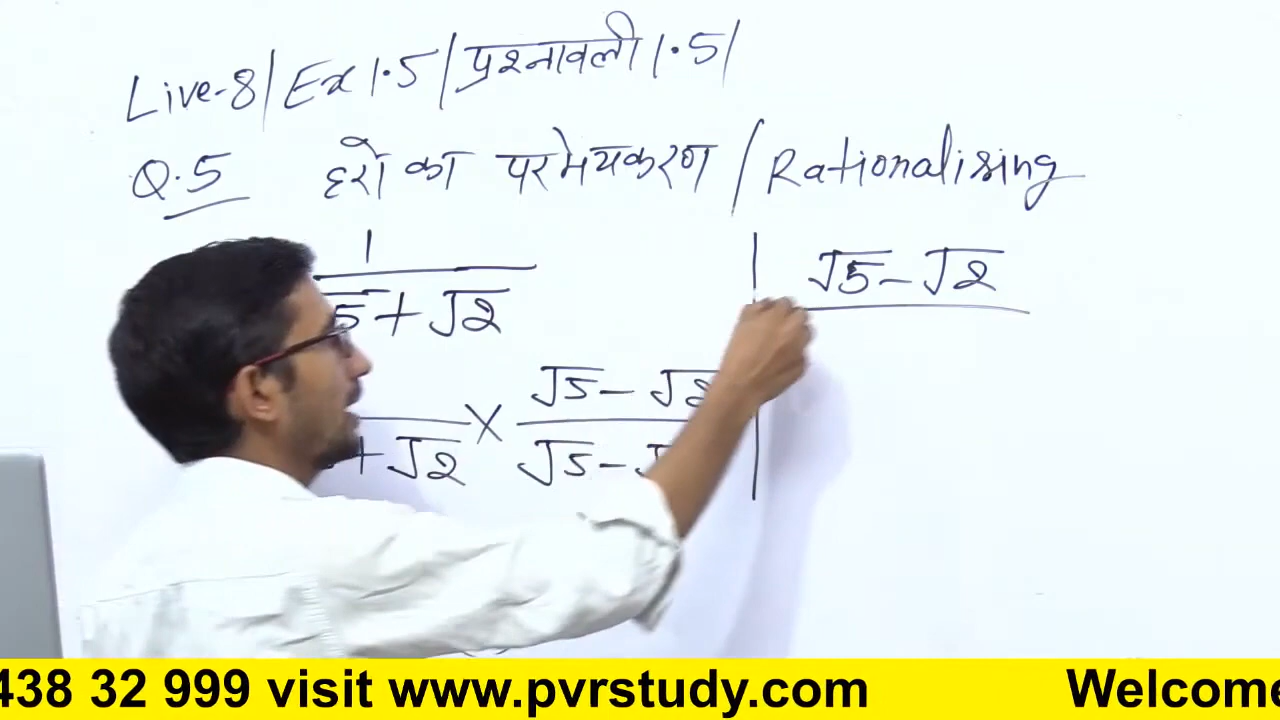 Live-8| Ex 1.5 | प्रश्नावली 1.5|
Q.5 हरो का परमेयकरण / Rationalising
1
5 + √2
√5 - √2
+ √2 × √5 - √2
√5 -
438 32 999 visit www.pvrstudy.com Welcome